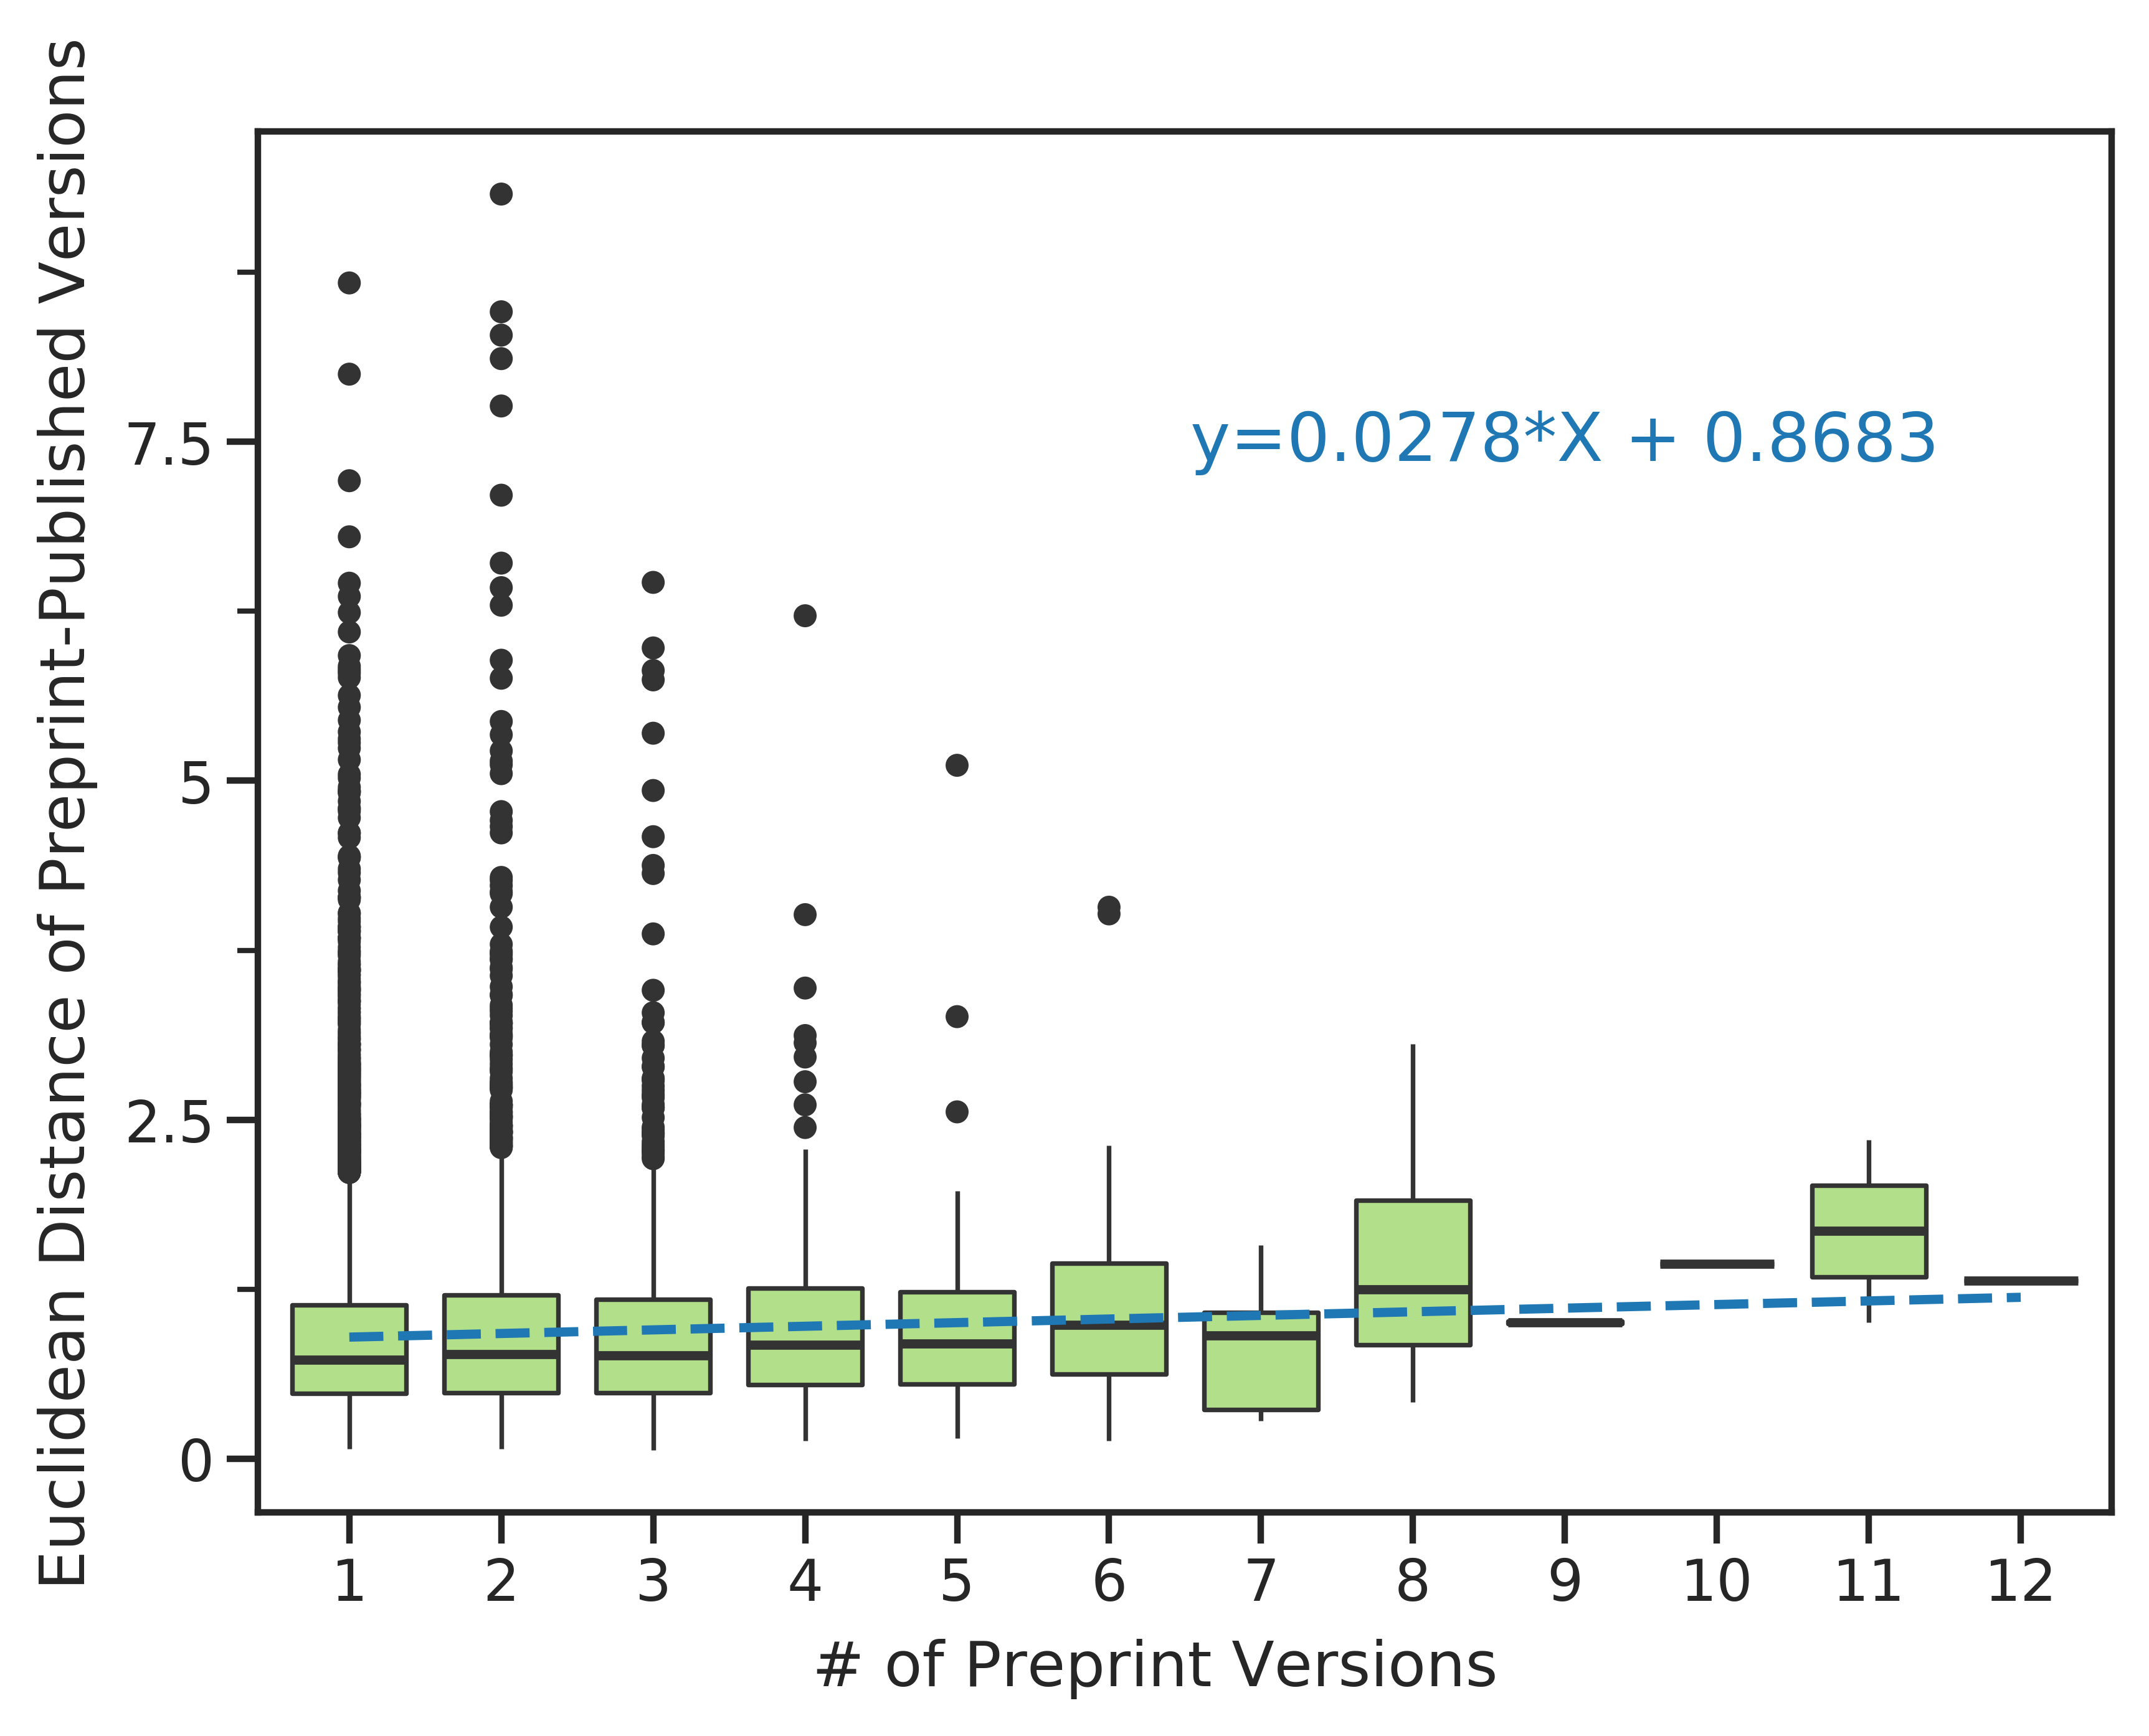 Euclidean Distance of Preprint-Published Versions
7.5
5
2.5
0
y=0.0278*X + 0.8683
1 2 3 4 5 6 7 8 9 10 11 12
# of Preprint Versions